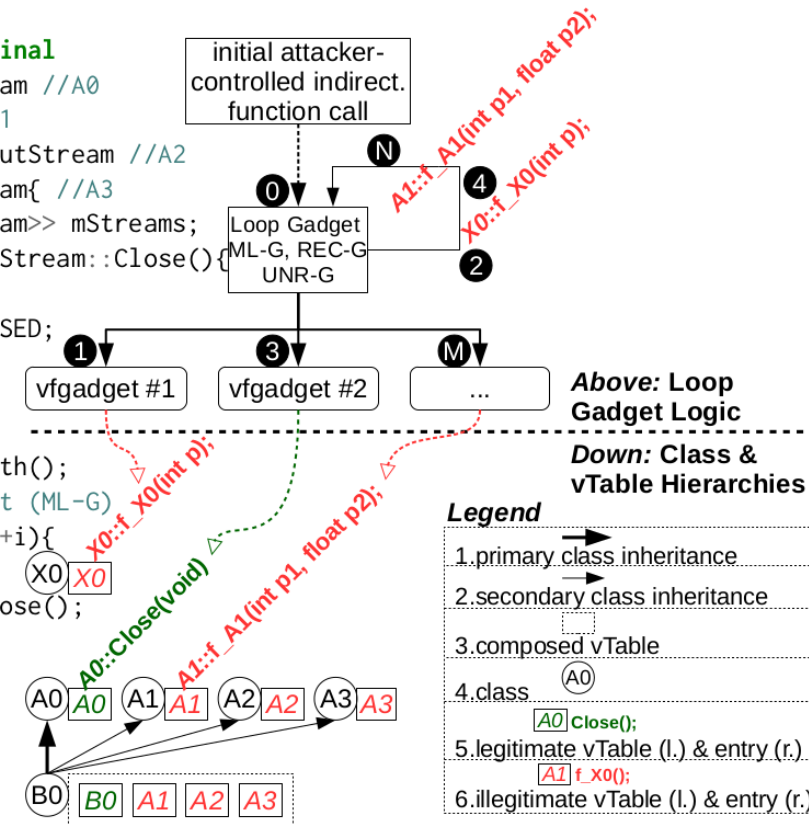 inal
am //A0
1
utStream //A2
am{ //A3
am>> mStreams;
Stream::Close(){
SED;
th();
t (ML-G)
+i){
ose();
initial attacker-
controlled indirect.
function call
N
A1::f_A1(int p1, float p2);
4
X0::f_X0(int p);
0
Loop Gadget
ML-G, REC-G
UNR-G
2
1
3
M
vfgadget #1
vfgadget #2
...
Above: Loop
Gadget Logic
Down: Class &
vTable Hierarchies
X0::f_X0(int p);
A0::Close(void)
A1::f_A1(int p1, float p2);
X0 X0
A0 A0 A1 A1 A2 A2 A3 A3
B0 B0 A1 A2 A3
Legend
1.primary class inheritance
2.secondary class inheritance
3.composed vTable
A0
4.class
A0 Close();
5.legitimate vTable (l.) & entry (r.)
A1 f_X0();
6.illegitimate vTable (l.) & entry (r.)